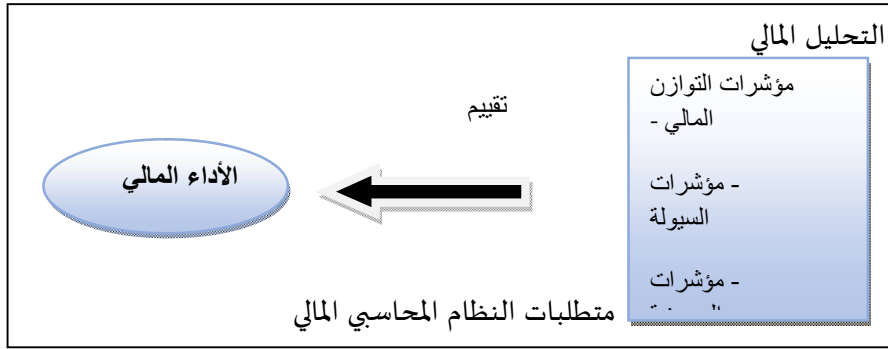 التحليل المالي
مؤشرات التوازن
المالي -
- مؤشرات
السيولة
- مؤشرات
تقييم
الأداء المالي
متطلبات النظام المحاسبي المالي